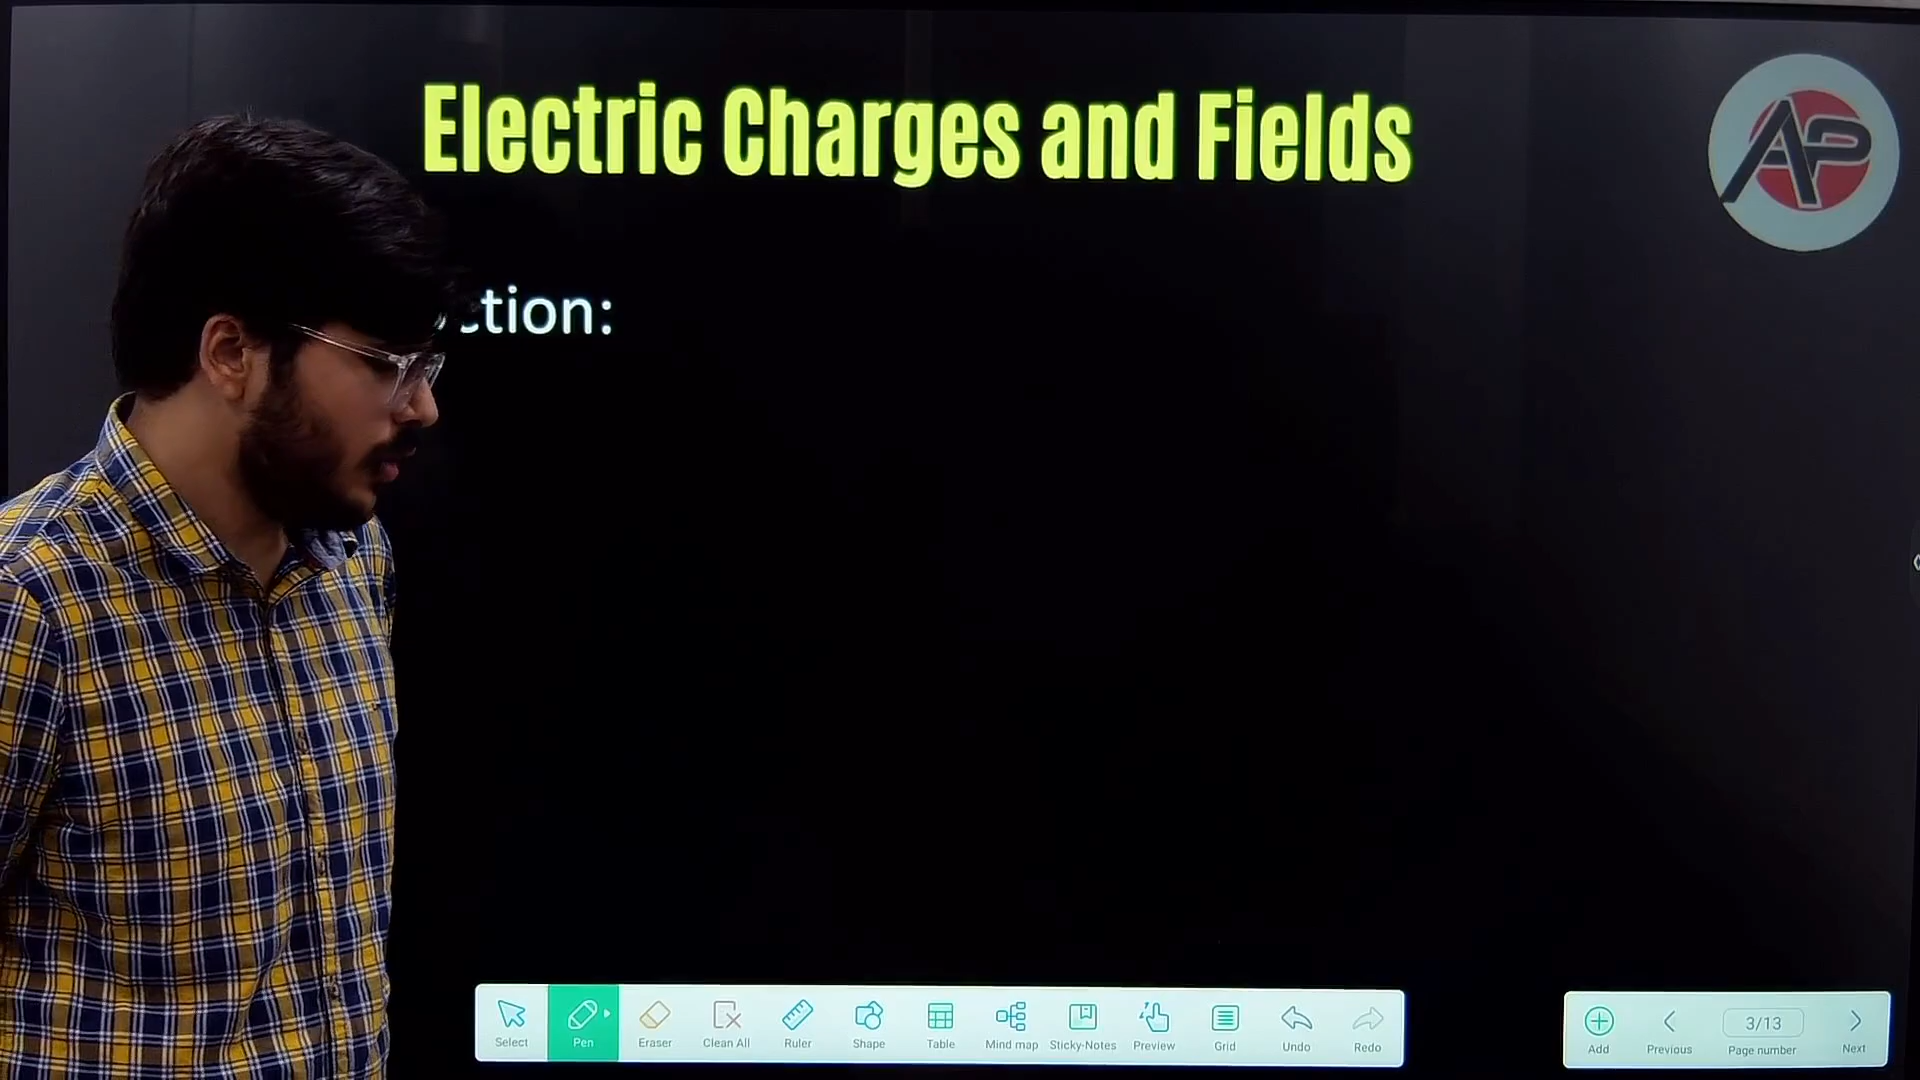 Electric Charges and Fields
AP
ction:
Select
Pen
Eraser
Clean All
Ruler
Shape
Table
Mind map
Sticky-Notes
Preview
Grid
Undo
Redo
Add
Previous
3/13
Page number
Next